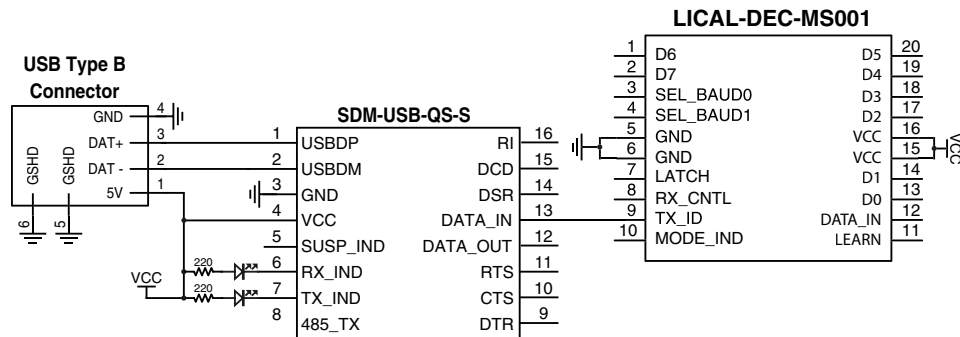 LICAL-DEC-MS001
1 D6 D5 20
2 D7 D4 19
3 SEL_BAUD0 D3 18
4 SEL_BAUD1 D2 17
5 GND VCC 16
6 GND VCC 15
VCC
7 LATCH D1 14
8 RX_CNTL D0 13
9 TX_ID DATA_IN 12
10 MODE_IND LEARN 11
USB Type B
Connector
GND 4
DAT+ 3
DAT - 2
5V 1
GSHD GSHD
6 5
SDM-USB-QS-S
1 USBDP RI 16
2 USBDM DCD 15
3 GND DSR 14
4 VCC DATA_IN 13
5 SUSP_IND DATA_OUT 12
6 RX_IND RTS 11
7 TX_IND CTS 10
8 485_TX DTR 9
220
VCC
220